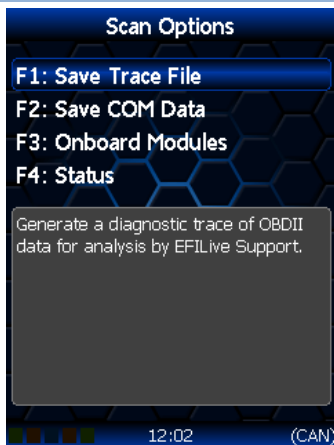 Scan Options
F1: Save Trace File
F2: Save COM Data
F3: Onboard Modules
F4: Status
Generate a diagnostic trace of OBDII
data for analysis by EFILive Support.
12:02 (CAN)